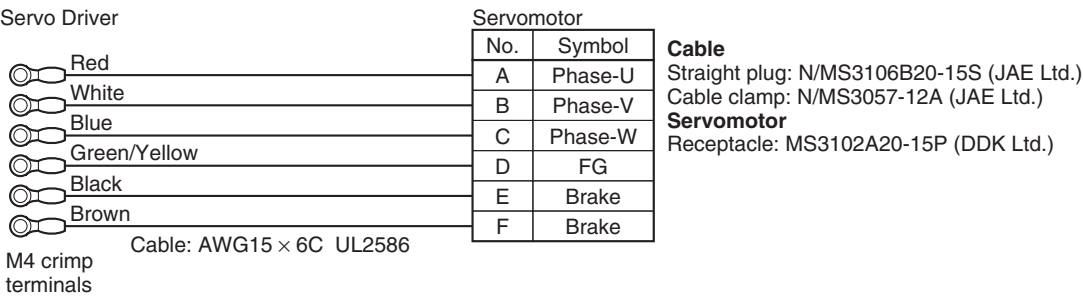 Servo Driver
Servomotor
No. Symbol
Red A Phase-U
White B Phase-V
Blue C Phase-W
Green/Yellow D FG
Black E Brake
Brown F Brake
Cable: AWG15 × 6C UL2586
M4 crimp
terminals
Cable
Straight plug: N/MS3106B20-15S (JAE Ltd.)
Cable clamp: N/MS3057-12A (JAE Ltd.)
Servomotor
Receptacle: MS3102A20-15P (DDK Ltd.)